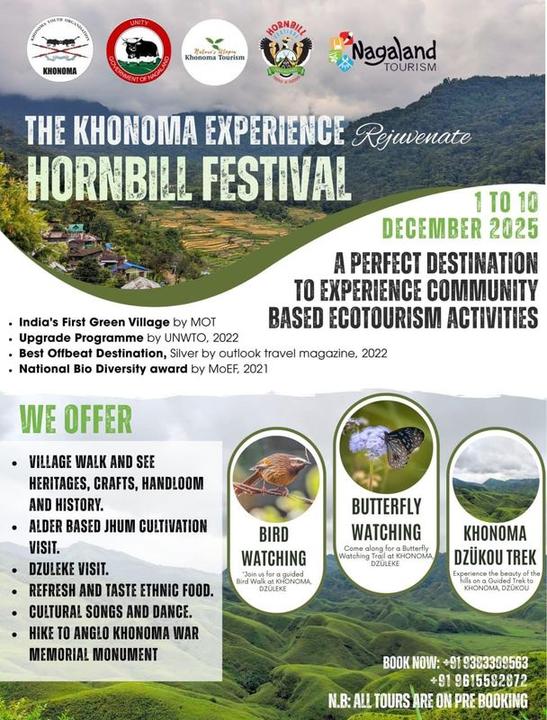 KHONOMA YOUTH ORGANISATION
KHONOMA
UNITY
GOVERNMENT OF NAGALAND
Nature's Utopia
Khonoma Tourism
HORNBILL
FESTIVAL
Nagaland
TOURISM
THE KHONOMA EXPERIENCE Rejuvenate
HORNBILL FESTIVAL
1 TO 10
DECEMBER 2025
A PERFECT DESTINATION
TO EXPERIENCE COMMUNITY
BASED ECOTOURISM ACTIVITIES
• India's First Green Village by MOT
• Upgrade Programme by UNWTO, 2022
• Best Offbeat Destination, Silver by outlook travel magazine, 2022
• National Bio Diversity award by MoEF, 2021
WE OFFER
• VILLAGE WALK AND SEE
HERITAGES, CRAFTS, HANDLOOM
AND HISTORY.
• ALDER BASED JHUM CULTIVATION
VISIT.
• DZULEKE VISIT.
• REFRESH AND TASTE ETHNIC FOOD.
• CULTURAL SONGS AND DANCE.
• HIKE TO ANGLO KHONOMA WAR
MEMORIAL MONUMENT
BIRD
WATCHING
"Join us for a guided
Bird Walk at KHONOMA,
DZÜLEKE
BUTTERFLY
WATCHING
Come along for a Butterfly
Watching Trail at KHONOMA,
DZÜLEKE
KHONOMA
DZÜKOU TREK
Experience the beauty of the
hills on a Guided Trek to
KHONOMA, DZÜKOU
BOOK NOW: +91 9383309563
+91 9615582872
N.B: ALL TOURS ARE ON PRE BOOKING